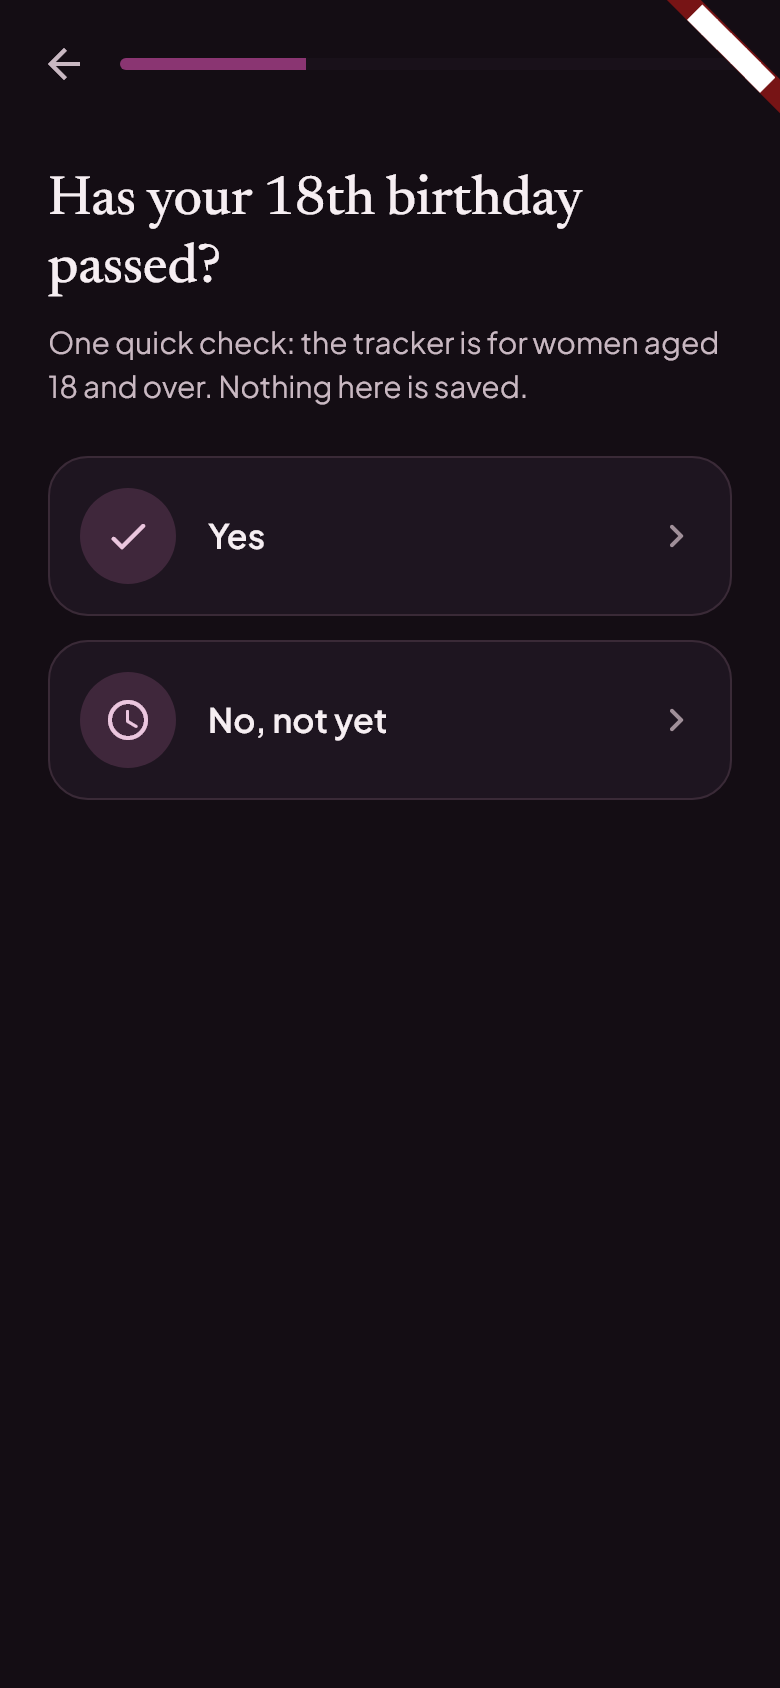 Has your 18th birthday
passed?
One quick check: the tracker is for women aged
18 and over. Nothing here is saved.
Yes
No, not yet